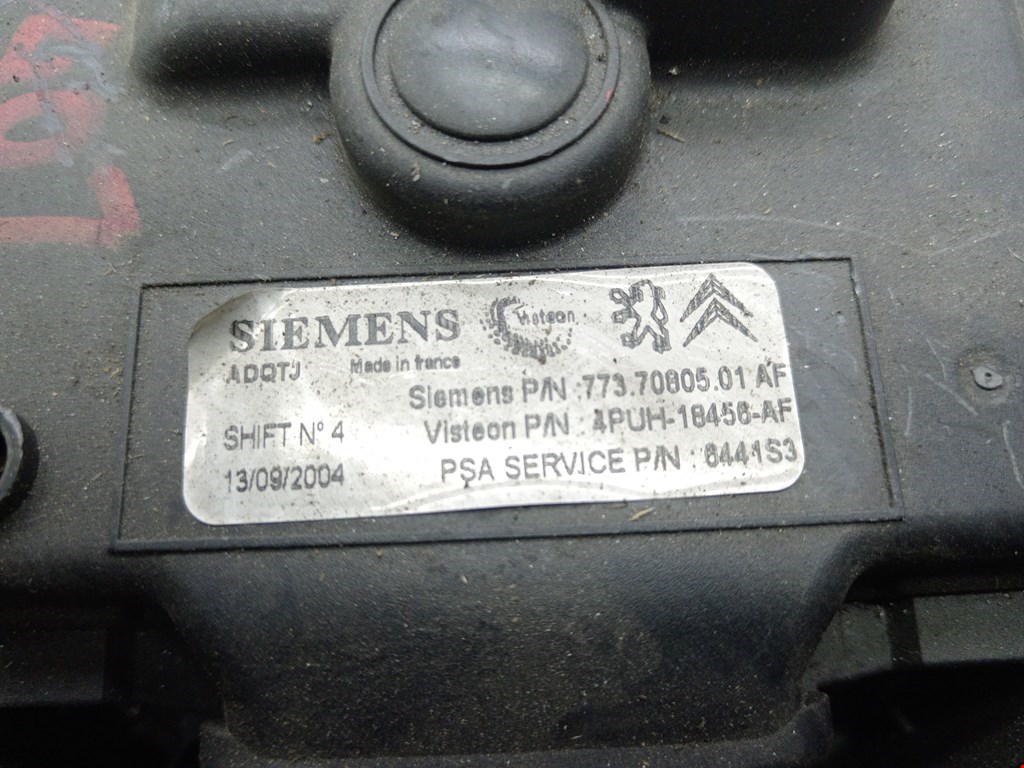 SIEMENS Visteon
ADQTJ Made in france
Siemens P/N :773.70805.01 AF
SHIFT N° 4 Visteon P/N : 4PUH-18456-AF
13/09/2004 PSA SERVICE P/N : 6441S3